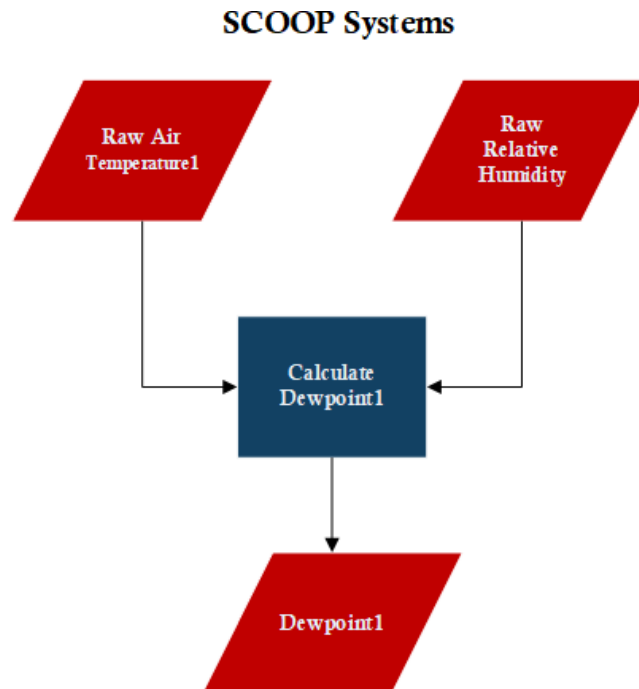 SCOOP Systems
Raw Air
Temperature1
Raw
Relative
Humidity
Calculate
Dewpoint1
Dewpoint1